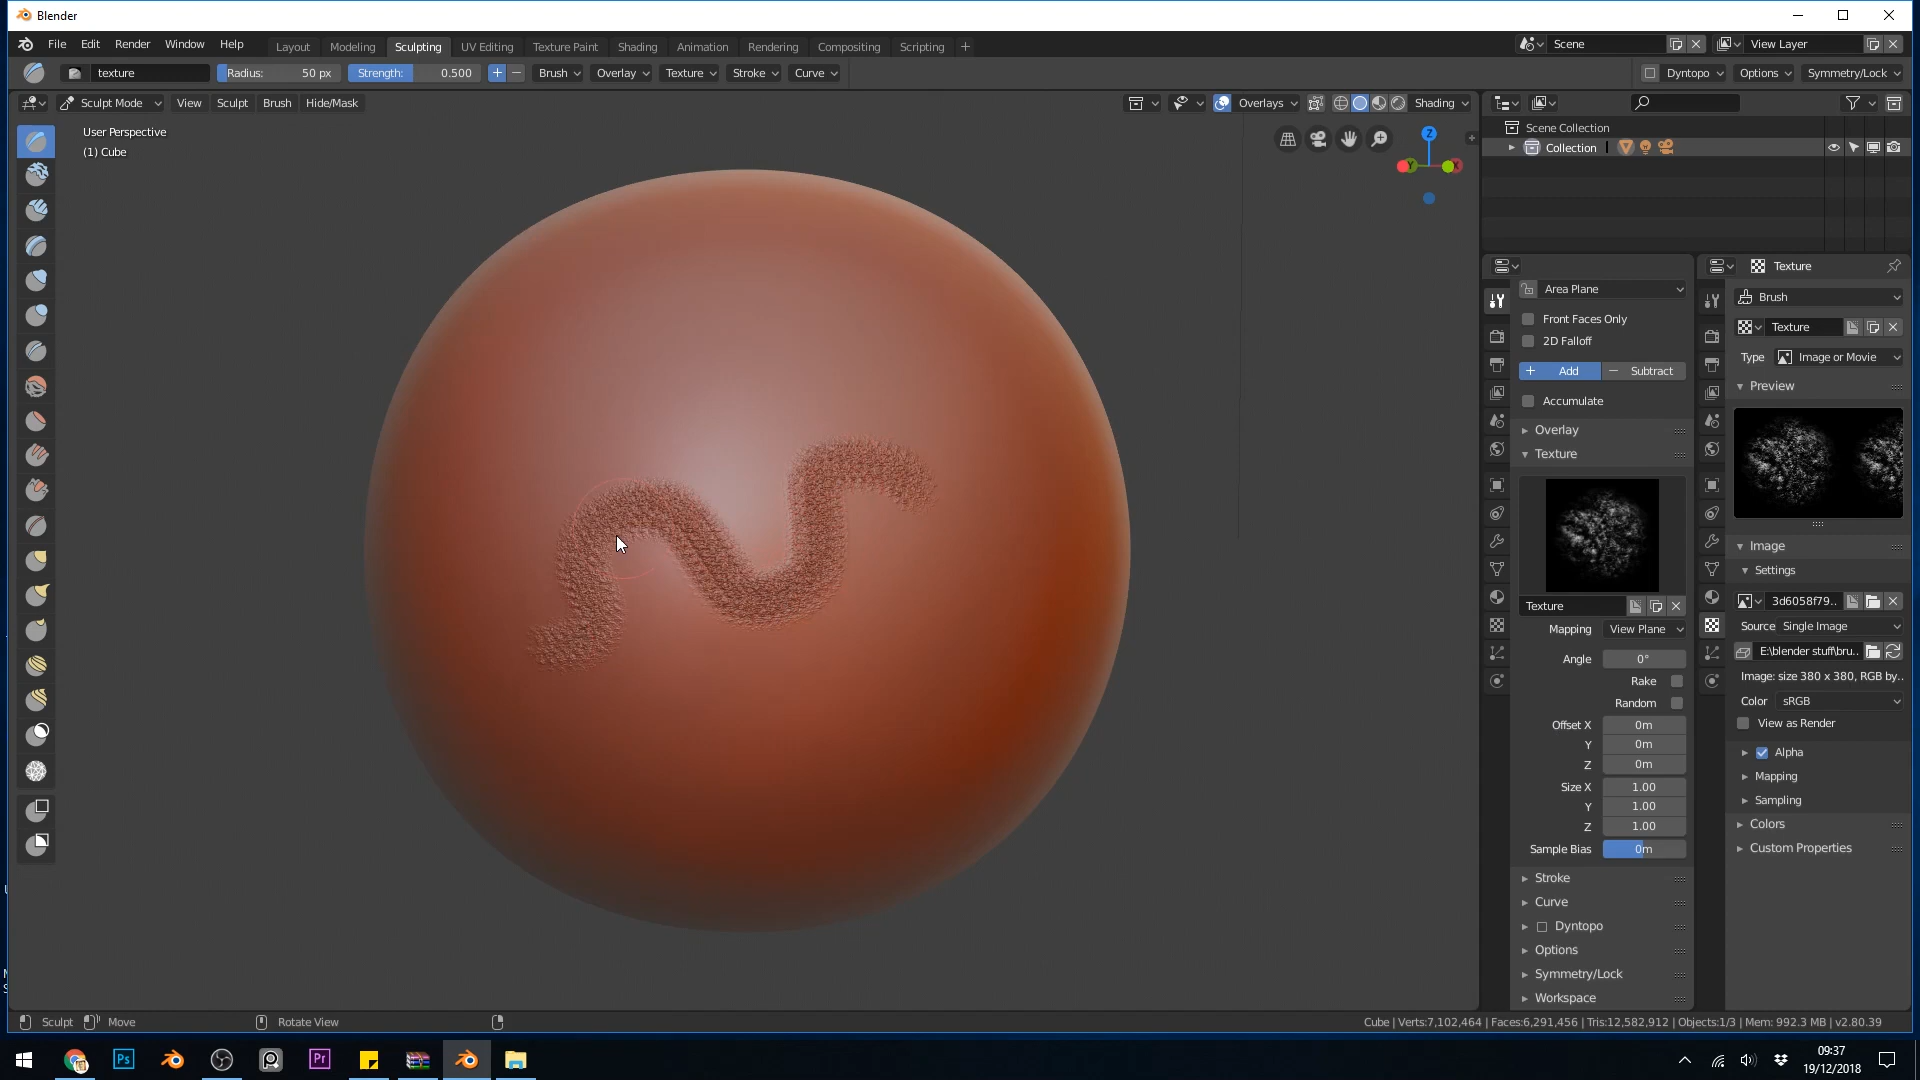 Blender
File Edit Render Window Help
Layout Modeling Sculpting UV Editing Texture Paint Shading Animation Rendering Compositing Scripting +
Scene
View Layer
texture
Radius: 50 px
Strength: 0.500
Brush Overlay Texture Stroke Curve
Dyntopo Options Symmetry/Lock
Sculpt Mode View Sculpt Brush Hide/Mask
Overlays
Shading
User Perspective
(1) Cube
Z
Y
X
Scene Collection
Collection
Area Plane
Front Faces Only
2D Falloff
Add
Subtract
Accumulate
Overlay
Texture
Texture
Mapping View Plane
Angle 0°
Rake
Random
Offset X 0m
Y 0m
Z 0m
Size X 1.00
Y 1.00
Z 1.00
Sample Bias 0m
Stroke
Curve
Dyntopo
Options
Symmetry/Lock
Workspace
Texture
Brush
Texture
Type Image or Movie
Preview
Image
Settings
3d6058f79..
Source Single Image
E:\blender stuff\bru..
Image: size 380 x 380, RGB by..
Color sRGB
View as Render
Alpha
Mapping
Sampling
Colors
Custom Properties
Sculpt Move Rotate View
Cube | Verts:7,102,464 | Faces:6,291,456 | Tris:12,582,912 | Objects:1/3 | Mem: 992.3 MB | v2.80.39
Ps
Pr
09:37
19/12/2018